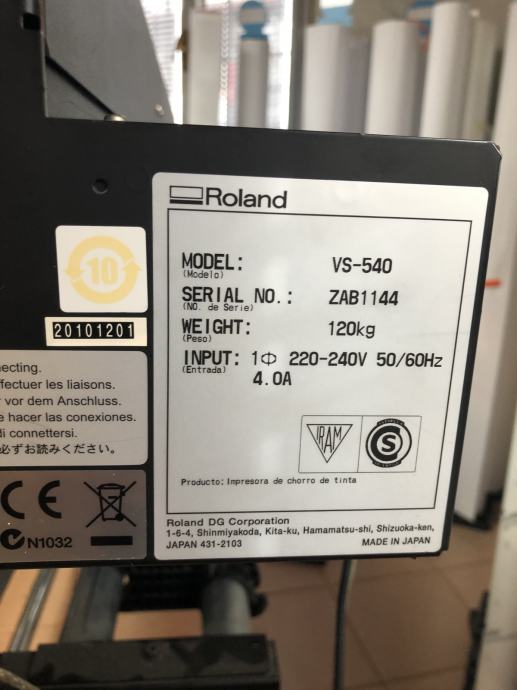 Roland
MODEL: VS-540
(Modelo)
SERIAL NO.: ZAB1144
(NO. de Serie)
WEIGHT: 120kg
(Peso)
INPUT: 1Φ 220-240V 50/60Hz
(Entrada) 4.0A
IRAM
S
Producto: Impresora de chorro de tinta
Roland DG Corporation
1-6-4, Shinmiyakoda, Kita-ku, Hamamatsu-shi, Shizuoka-ken,
JAPAN 431-2103 MADE IN JAPAN
10
20101201
necting.
ffectuer les liaisons.
vor dem Anschluss.
e hacer las conexiones.
di connettersi.
必ずお読みください。
CE
N1032